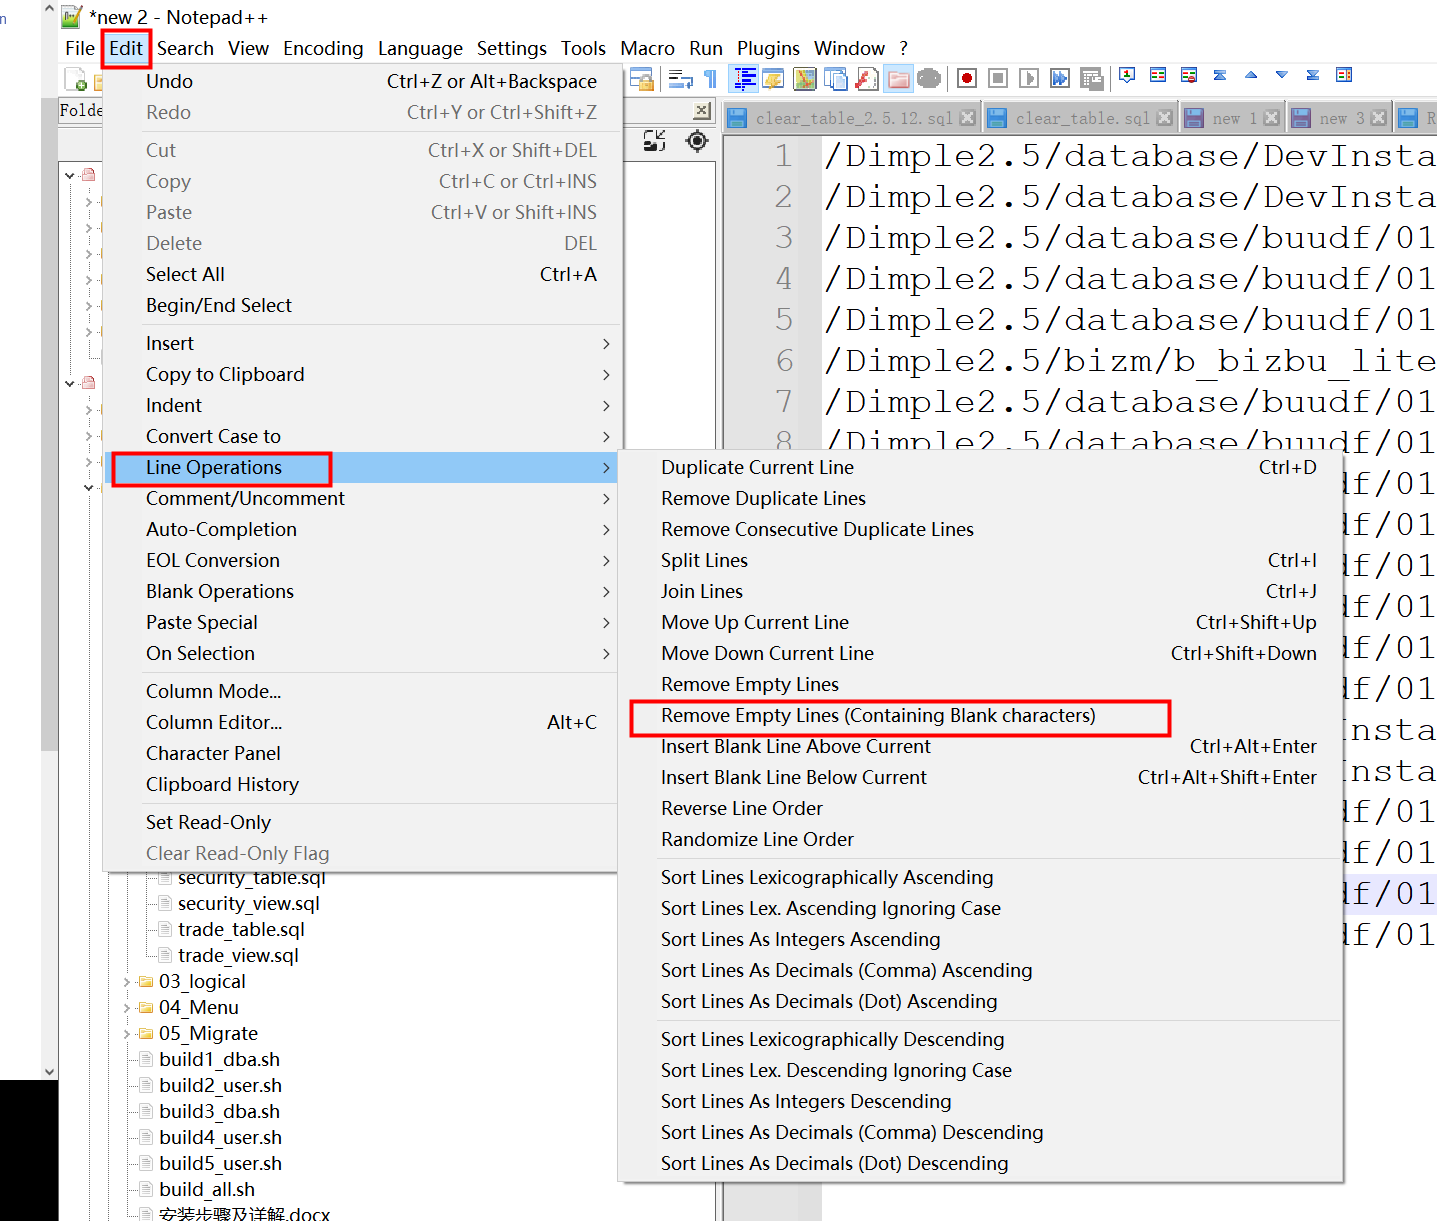 n
*new 2 - Notepad++
File Edit Search View Encoding Language Settings Tools Macro Run Plugins Window ?
Undo Ctrl+Z or Alt+Backspace
Redo Ctrl+Y or Ctrl+Shift+Z
Cut Ctrl+X or Shift+DEL
Copy Ctrl+C or Ctrl+INS
Paste Ctrl+V or Shift+INS
Delete DEL
Select All Ctrl+A
Begin/End Select
Insert
Copy to Clipboard
Indent
Convert Case to
Line Operations
Comment/Uncomment
Auto-Completion
EOL Conversion
Blank Operations
Paste Special
On Selection
Column Mode...
Column Editor... Alt+C
Character Panel
Clipboard History
Set Read-Only
Clear Read-Only Flag
Duplicate Current Line Ctrl+D
Remove Duplicate Lines
Remove Consecutive Duplicate Lines
Split Lines Ctrl+I
Join Lines Ctrl+J
Move Up Current Line Ctrl+Shift+Up
Move Down Current Line Ctrl+Shift+Down
Remove Empty Lines
Remove Empty Lines (Containing Blank characters)
Insert Blank Line Above Current Ctrl+Alt+Enter
Insert Blank Line Below Current Ctrl+Alt+Shift+Enter
Reverse Line Order
Randomize Line Order
Sort Lines Lexicographically Ascending
Sort Lines Lex. Ascending Ignoring Case
Sort Lines As Integers Ascending
Sort Lines As Decimals (Comma) Ascending
Sort Lines As Decimals (Dot) Ascending
Sort Lines Lexicographically Descending
Sort Lines Lex. Descending Ignoring Case
Sort Lines As Integers Descending
Sort Lines As Decimals (Comma) Descending
Sort Lines As Decimals (Dot) Descending
Folde
security_table.sql
security_view.sql
trade_table.sql
trade_view.sql
03_logical
04_Menu
05_Migrate
build1_dba.sh
build2_user.sh
build3_dba.sh
build4_user.sh
build5_user.sh
build_all.sh
安装步骤及详解.docx
clear_table_2.5.12.sql clear_table.sql new 1 new 3 R
1 /Dimple2.5/database/DevInsta
2 /Dimple2.5/database/DevInsta
3 /Dimple2.5/database/buudf/01
4 /Dimple2.5/database/buudf/01
5 /Dimple2.5/database/buudf/01
6 /Dimple2.5/bizm/b_bizbu_lite
7 /Dimple2.5/database/buudf/01
8 /Dimple2.5/database/buudf/01
df/01
df/01
df/01
df/01
df/01
df/01
Insta
Insta
df/01
df/01
df/01
df/01